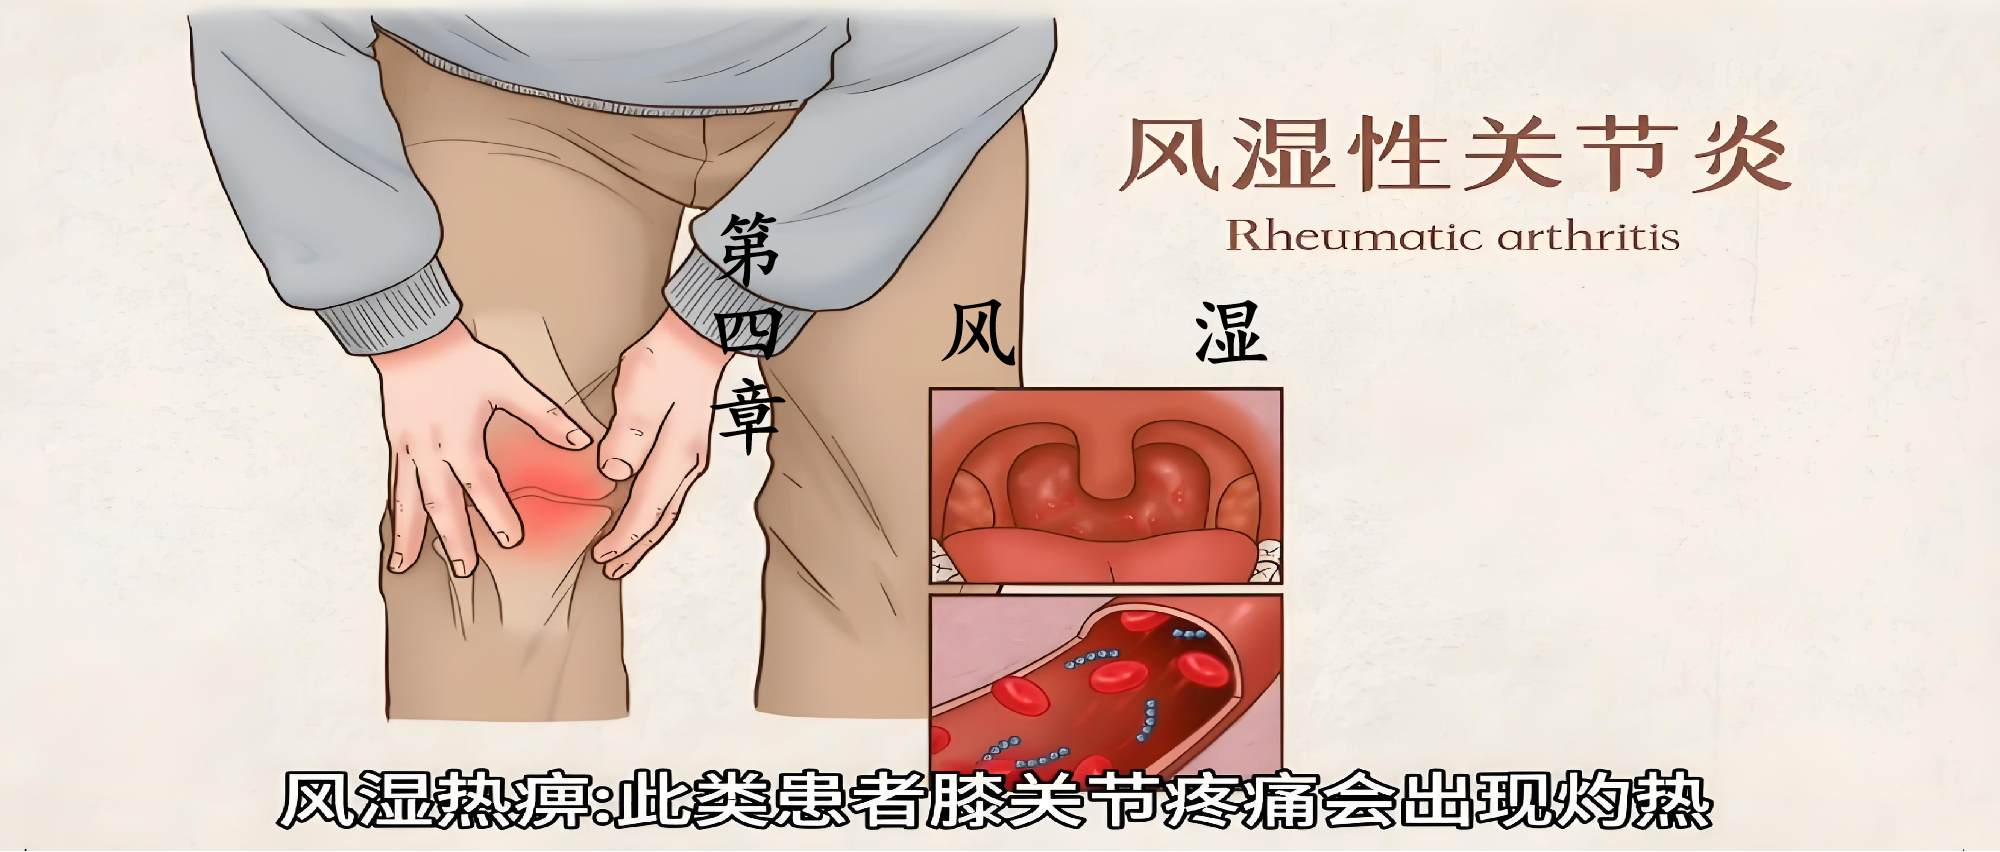 风湿性关节炎
Rheumatic arthritis
第四章
风 湿
风湿热痹:此类患者膝关节疼痛会出现灼热